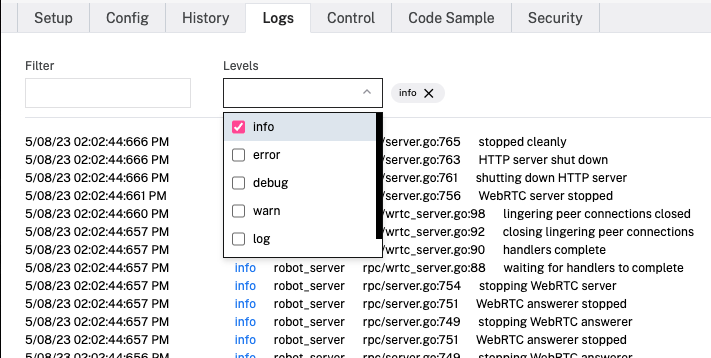 Setup Config History Logs Control Code Sample Security
Filter Levels
info
info
error
debug
warn
log
5/08/23 02:02:44:666 PM /server.go:765 stopped cleanly
5/08/23 02:02:44:666 PM /server.go:763 HTTP server shut down
5/08/23 02:02:44:666 PM /server.go:761 shutting down HTTP server
5/08/23 02:02:44:661 PM /server.go:756 WebRTC server stopped
5/08/23 02:02:44:660 PM /wrtc_server.go:98 lingering peer connections closed
5/08/23 02:02:44:657 PM /wrtc_server.go:92 closing lingering peer connections
5/08/23 02:02:44:657 PM /wrtc_server.go:90 handlers complete
5/08/23 02:02:44:657 PM info robot_server rpc/wrtc_server.go:88 waiting for handlers to complete
5/08/23 02:02:44:657 PM info robot_server rpc/server.go:754 stopping WebRTC server
5/08/23 02:02:44:657 PM info robot_server rpc/server.go:751 WebRTC answerer stopped
5/08/23 02:02:44:657 PM info robot_server rpc/server.go:749 stopping WebRTC answerer
5/08/23 02:02:44:657 PM info robot_server rpc/server.go:751 WebRTC answerer stopped
5/08/23 02:02:44:656 PM info robot_server rpc/server.go:749 stopping WebRTC answerer